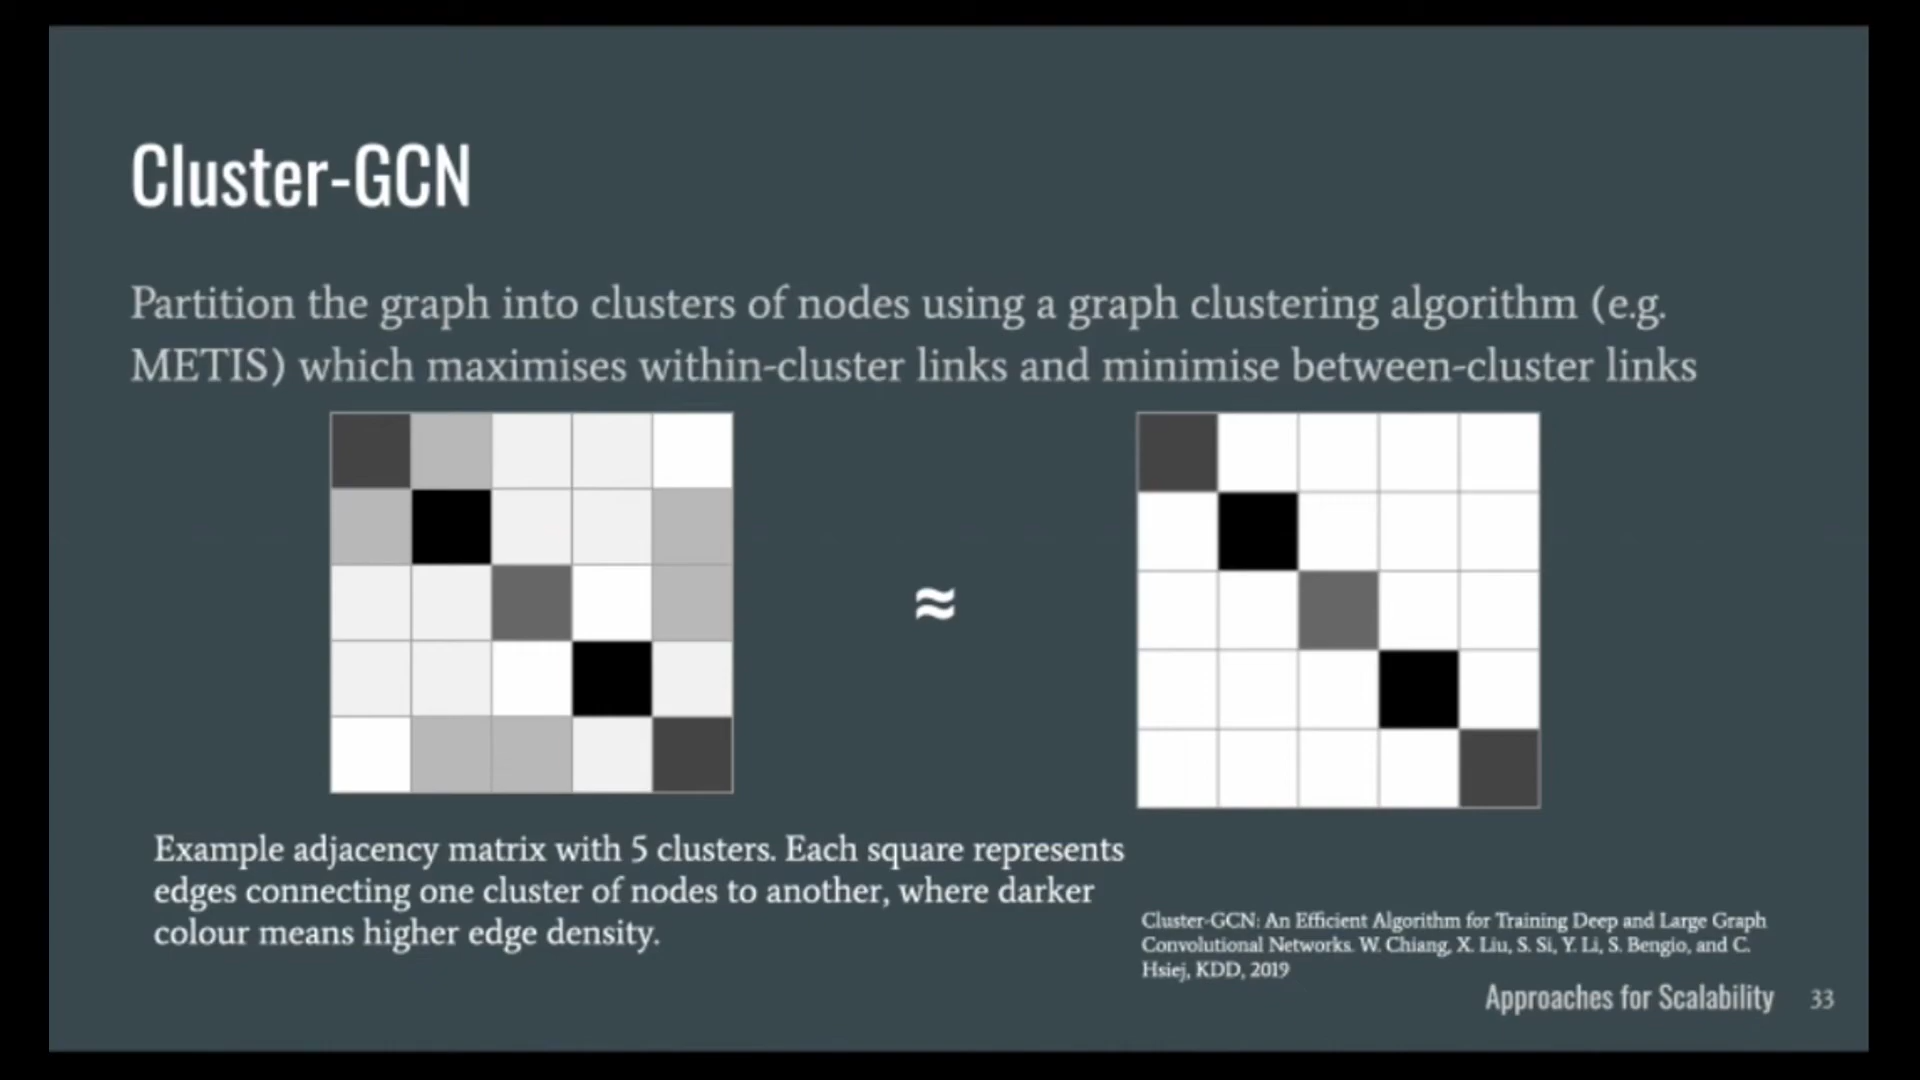 Cluster-GCN
Partition the graph into clusters of nodes using a graph clustering algorithm (e.g.
METIS) which maximises within-cluster links and minimise between-cluster links
≈
Example adjacency matrix with 5 clusters. Each square represents
edges connecting one cluster of nodes to another, where darker
colour means higher edge density.
Cluster-GCN: An Efficient Algorithm for Training Deep and Large Graph
Convolutional Networks. W. Chiang, X. Liu, S. Si, Y. Li, S. Bengio, and C.
Hsiej, KDD, 2019
Approaches for Scalability 33